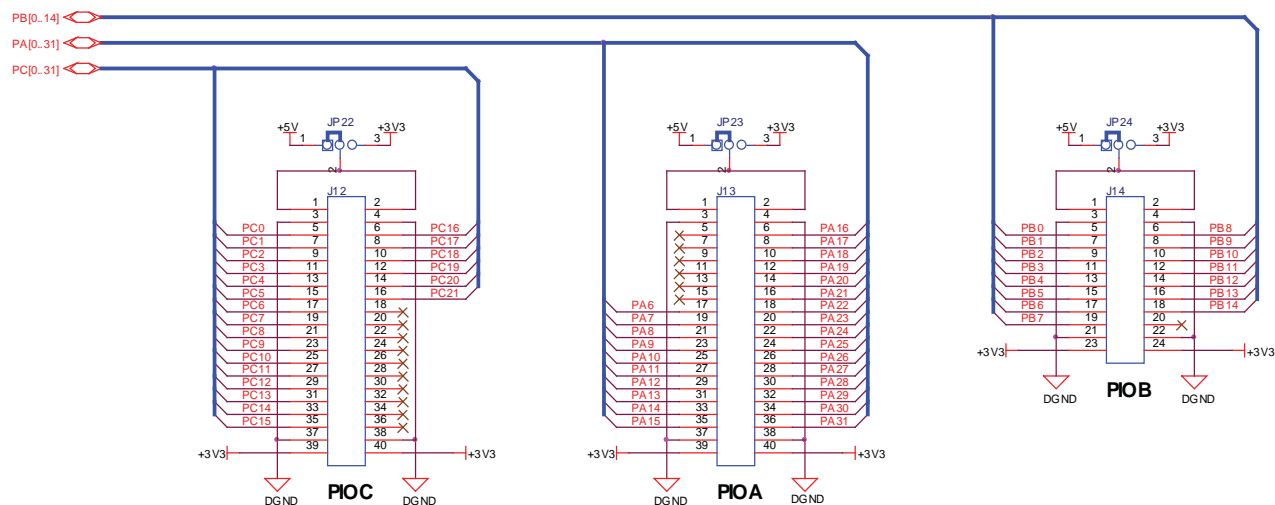 PB[0..14]
PA[0..31]
PC[0..31]
+5V 1 JP22 3 +3V3
2
J12
1 2
3 4
PC0 5 6 PC16
PC1 7 8 PC17
PC2 9 10 PC18
PC3 11 12 PC19
PC4 13 14 PC20
PC5 15 16 PC21
PC6 17 18
PC7 19 20
PC8 21 22
PC9 23 24
PC10 25 26
PC11 27 28
PC12 29 30
PC13 31 32
PC14 33 34
PC15 35 36
37 38
+3V3 39 40 +3V3
DGND PIOC DGND
+5V 1 JP23 3 +3V3
2
J13
1 2
3 4
5 6 PA16
7 8 PA17
9 10 PA18
11 12 PA19
13 14 PA20
15 16 PA21
PA6 17 18 PA22
PA7 19 20 PA23
PA8 21 22 PA24
PA9 23 24 PA25
PA10 25 26 PA26
PA11 27 28 PA27
PA12 29 30 PA28
PA13 31 32 PA29
PA14 33 34 PA30
PA15 35 36 PA31
37 38
+3V3 39 40 +3V3
DGND PIOA DGND
+5V 1 JP24 3 +3V3
2
J14
1 2
3 4
PB0 5 6 PB8
PB1 7 8 PB9
PB2 9 10 PB10
PB3 11 12 PB11
PB4 13 14 PB12
PB5 15 16 PB13
PB6 17 18 PB14
PB7 19 20
21 22
+3V3 23 24 +3V3
DGND PIOB DGND